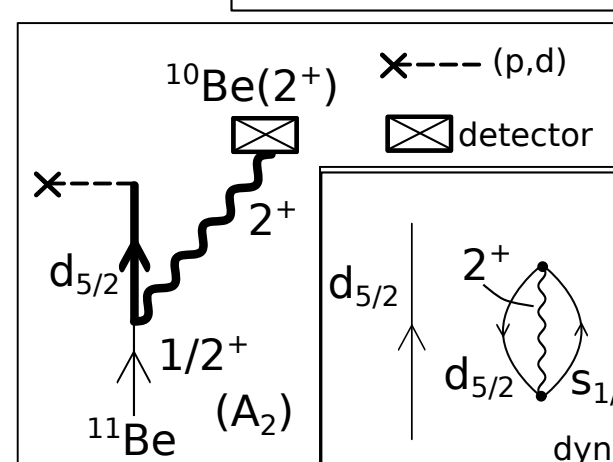 (p,d)
¹⁰Be(2⁺)
detector
2⁺
d₅/₂
1/2⁺
(A₂)
¹¹Be
2⁺
d₅/₂
d₅/₂